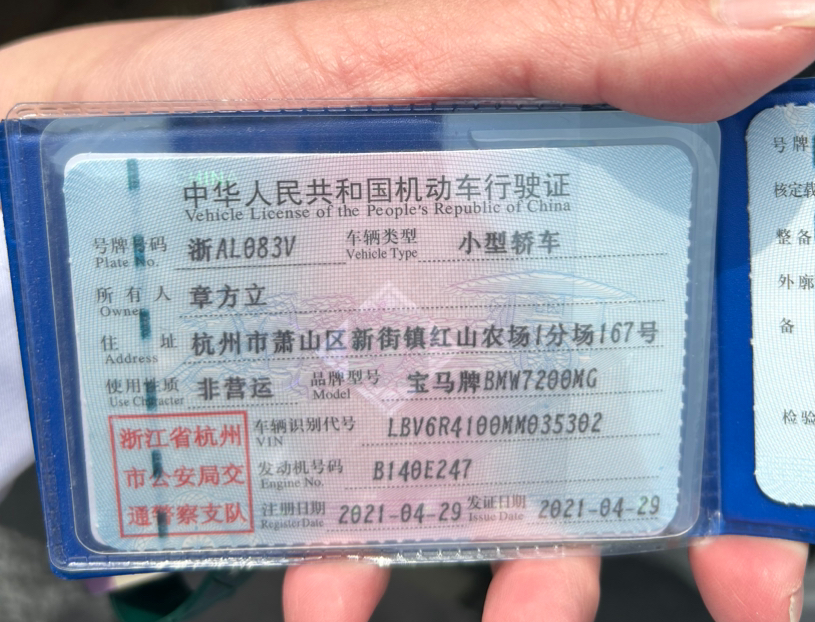 中华人民共和国机动车行驶证
Vehicle License of the People's Republic of China
号牌号码 浙AL083V 车辆类型 小型轿车
Plate No. Vehicle Type
所有人 章方立
Owner
住址 杭州市萧山区新街镇红山农场1分场167号
Address
使用性质 非营运 品牌型号 宝马牌BMW7200MG
Use Character Model
浙江省杭州
市公安局交
通警察支队
车辆识别代号 LBV6R4100MM035302
VIN
发动机号码 B140E247
Engine No.
注册日期 2021-04-29 发证日期 2021-04-29
Register Date Issue Date
号牌
核定载
整备
外廓
备
检验